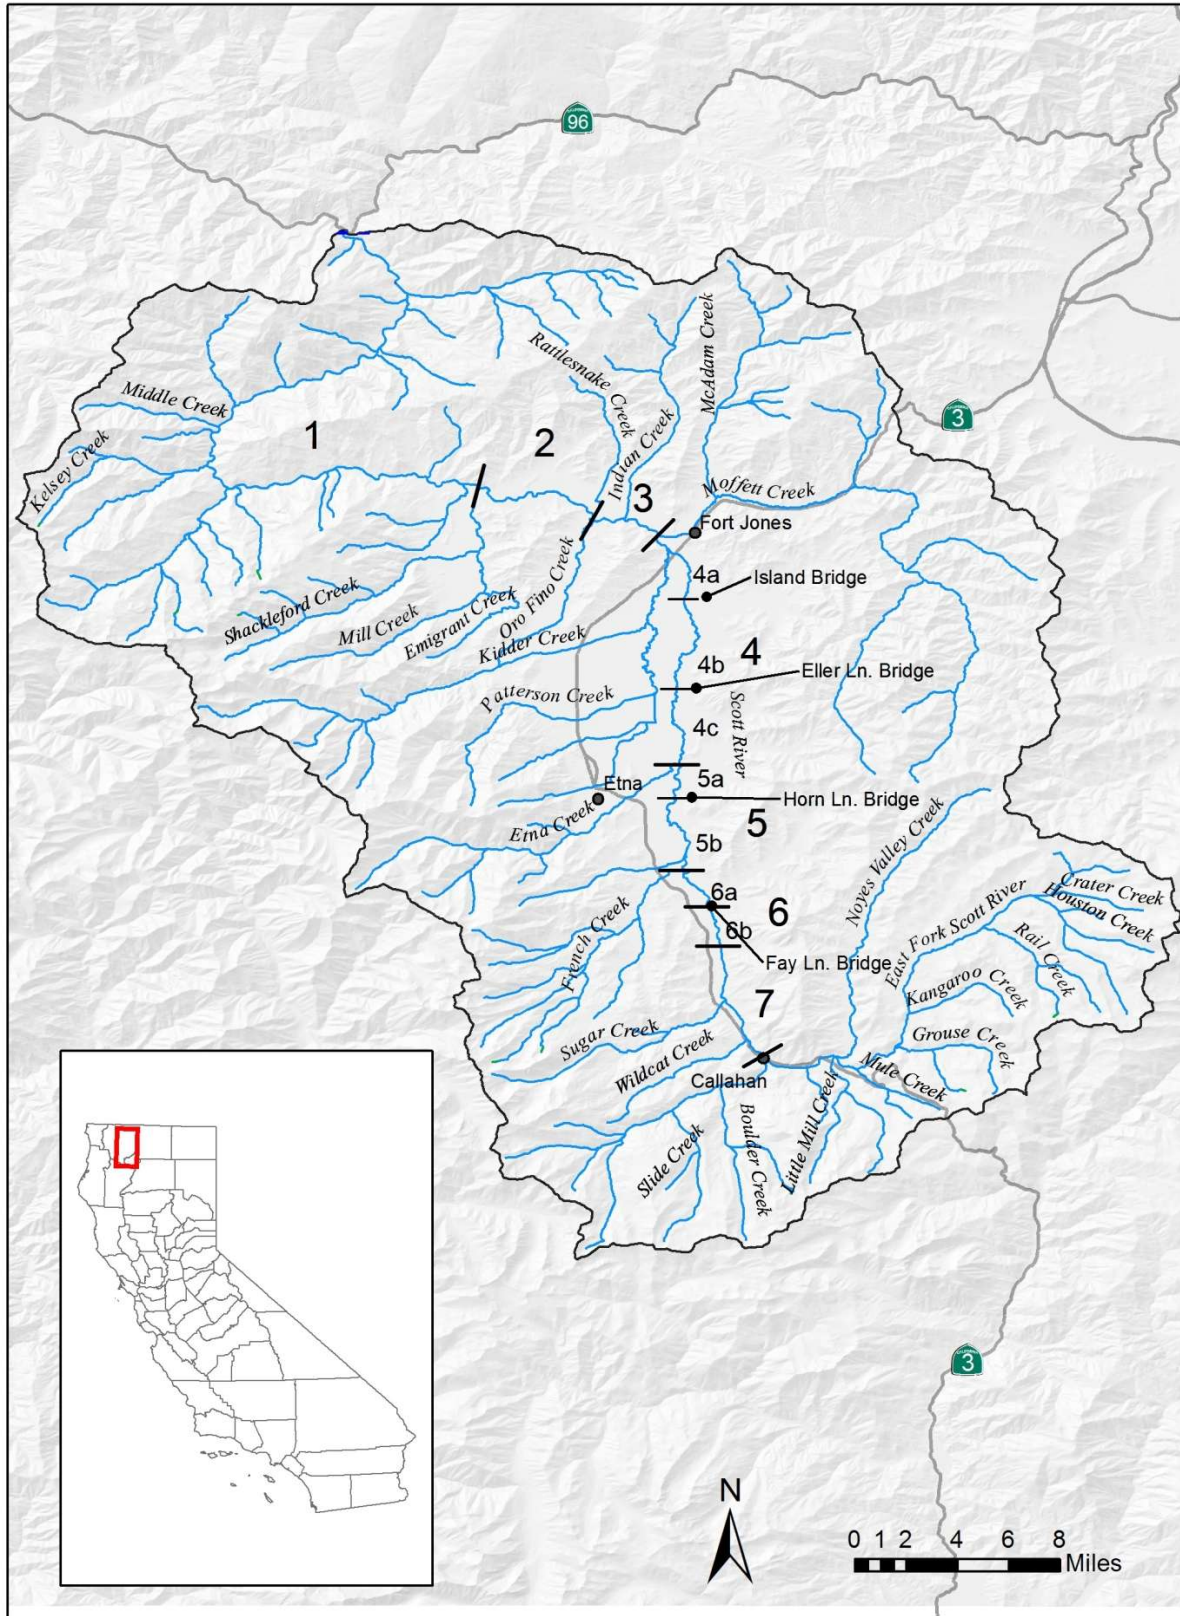 CALIFORNIA
96
CALIFORNIA
3
Rattlesnake Creek
McAdam Creek
Middle Creek
1
2
Indian Creek
Kelsey Creek
3
Moffett Creek
Fort Jones
Oro Fino Creek
4a
Island Bridge
Shackleford Creek
Mill Creek
Emigrant Creek
Kidder Creek
4
4b
Eller Ln. Bridge
Patterson Creek
Scott River
4c
Etna
5a
Horn Ln. Bridge
Etna Creek
5
5b
Noyes Valley Creek
6a
6
Crater Creek
Houston Creek
East Fork Scott River
French Creek
6b
Rail Creek
Fay Ln. Bridge
Kangaroo Creek
7
Sugar Creek
Grouse Creek
Wildcat Creek
Mule Creek
Callahan
Little Mill Creek
Boulder Creek
Slide Creek
CALIFORNIA
3
N
0 1 2 4 6 8
Miles